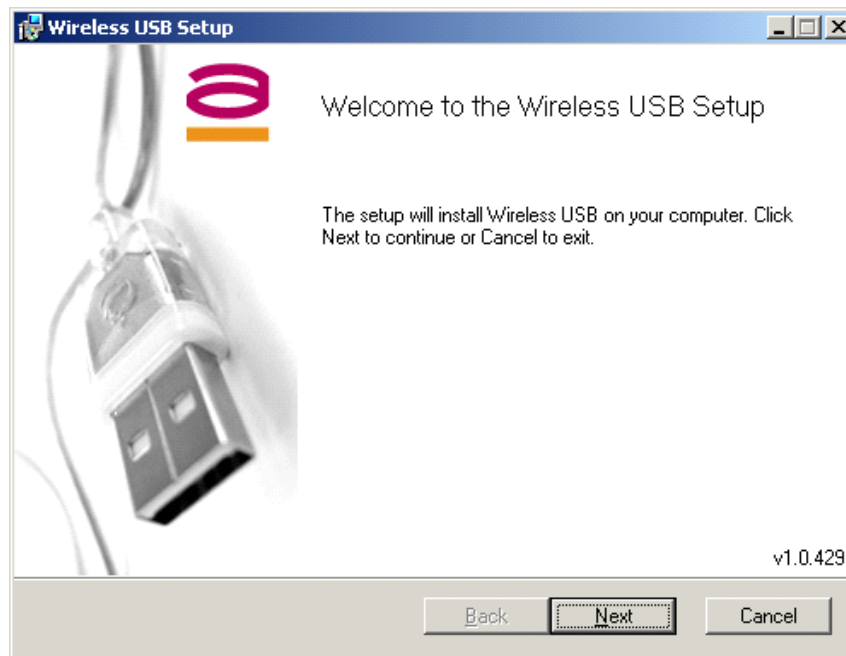 Wireless USB Setup
Welcome to the Wireless USB Setup
The setup will install Wireless USB on your computer. Click
Next to continue or Cancel to exit.
v1.0.429
Back
Next
Cancel